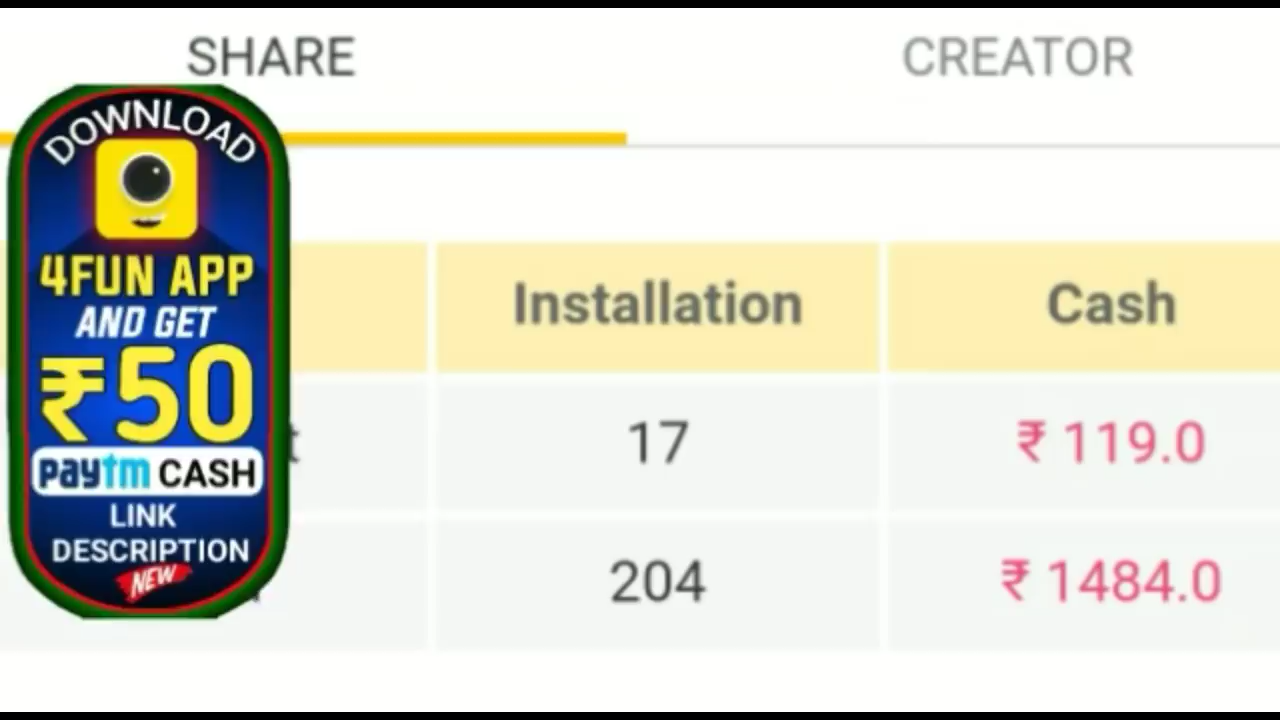 SHARE CREATOR
DOWNLOAD
4FUN APP
AND GET
₹50
paytm CASH
LINK
DESCRIPTION
NEW
Installation Cash
17 ₹ 119.0
204 ₹ 1484.0